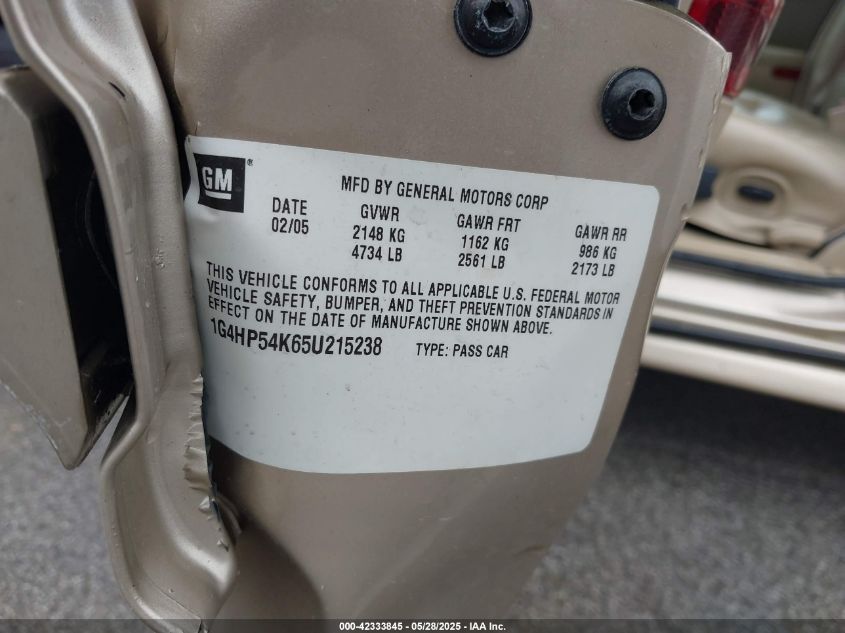 GM®
MFD BY GENERAL MOTORS CORP
DATE GVWR GAWR FRT GAWR RR
02/05 2148 KG 1162 KG 986 KG
4734 LB 2561 LB 2173 LB
THIS VEHICLE CONFORMS TO ALL APPLICABLE U.S. FEDERAL MOTOR
VEHICLE SAFETY, BUMPER, AND THEFT PREVENTION STANDARDS IN
EFFECT ON THE DATE OF MANUFACTURE SHOWN ABOVE.
1G4HP54K65U215238 TYPE: PASS CAR
000-42333845 - 05/28/2025 - IAA Inc.